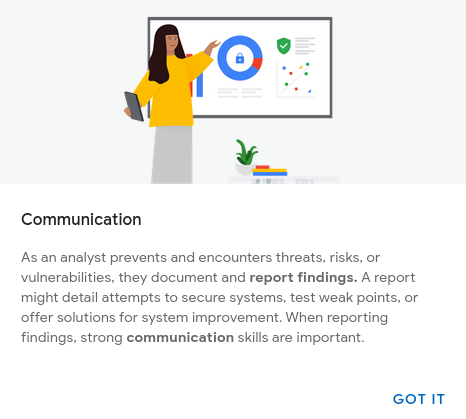 Communication
As an analyst prevents and encounters threats, risks, or
vulnerabilities, they document and report findings. A report
might detail attempts to secure systems, test weak points, or
offer solutions for system improvement. When reporting
findings, strong communication skills are important.
GOT IT